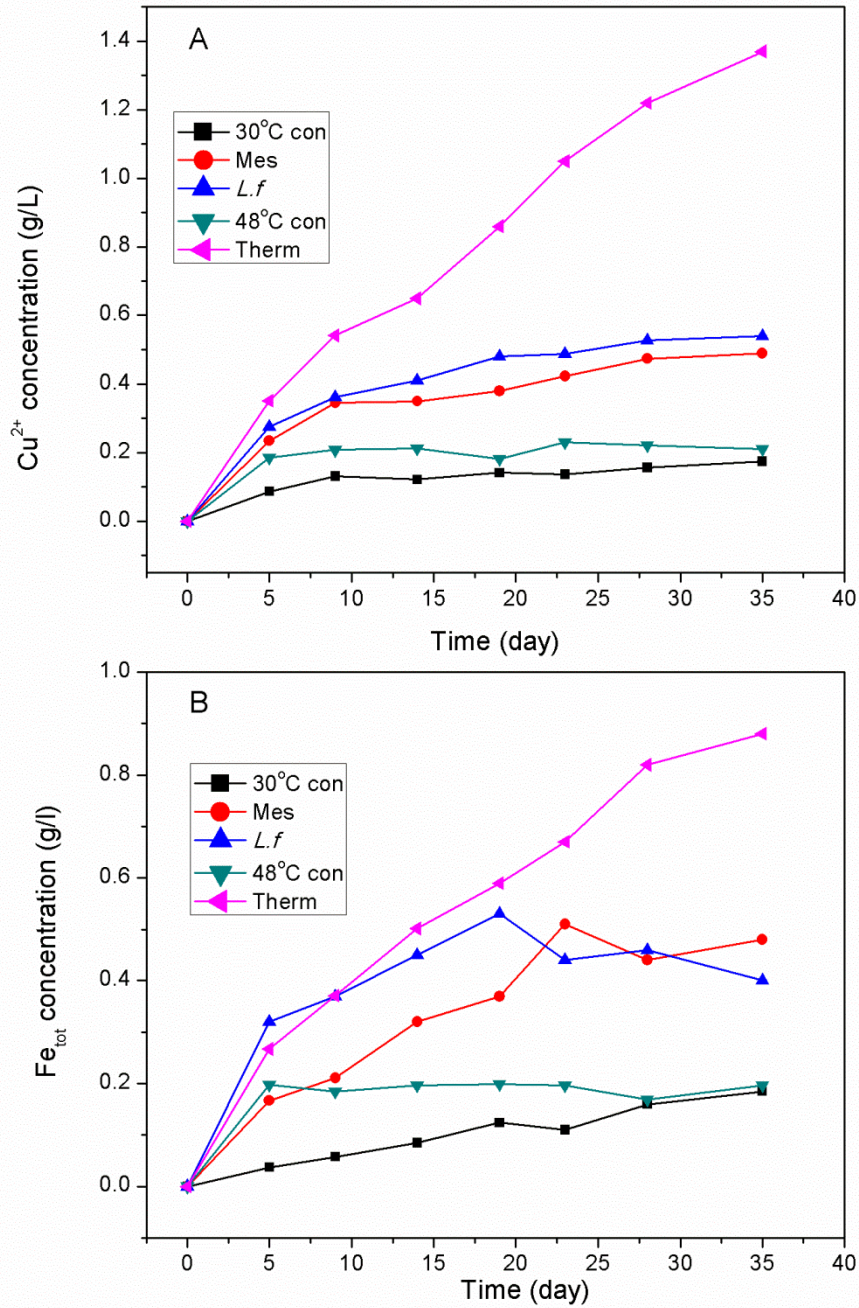 A
1.4
1.2
1.0
0.8
0.6
0.4
0.2
0.0
Cu²⁺ concentration (g/L)
30°C con
Mes
L.f
48°C con
Therm
0 5 10 15 20 25 30 35 40
Time (day)
B
1.0
0.8
0.6
0.4
0.2
0.0
Fe_tot concentration (g/l)
30°C con
Mes
L.f
48°C con
Therm
0 5 10 15 20 25 30 35 40
Time (day)